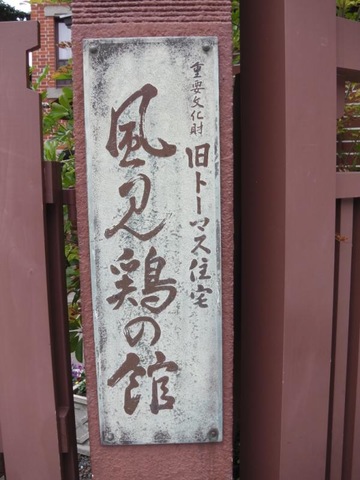 重要文化財
旧トーマス住宅
風見鶏の館